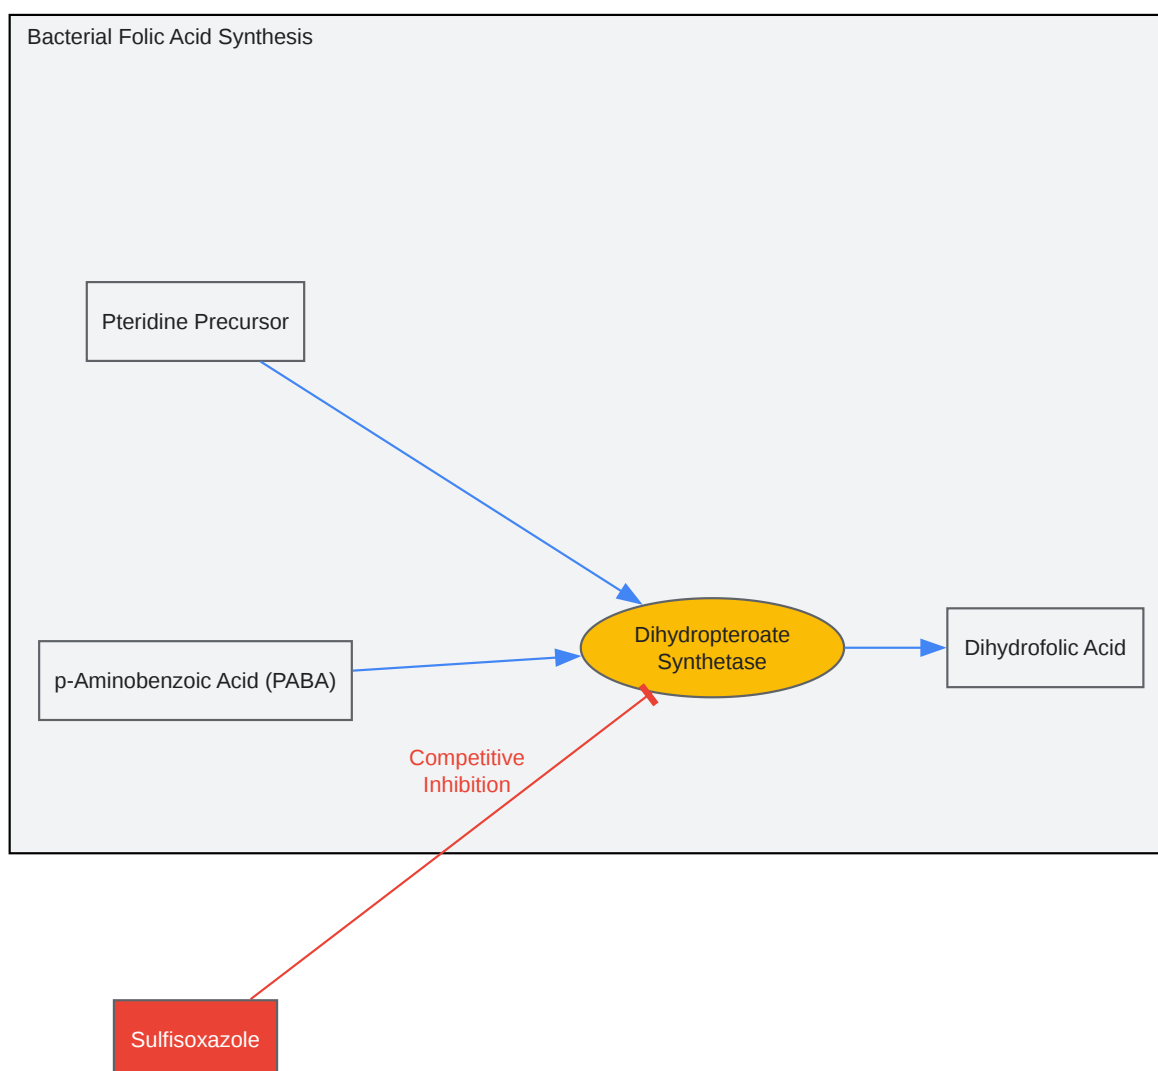 Bacterial Folic Acid Synthesis
Pteridine Precursor
Dihydropteroate
Synthetase
Dihydrofolic Acid
p-Aminobenzoic Acid (PABA)
Competitive
Inhibition
Sulfisoxazole